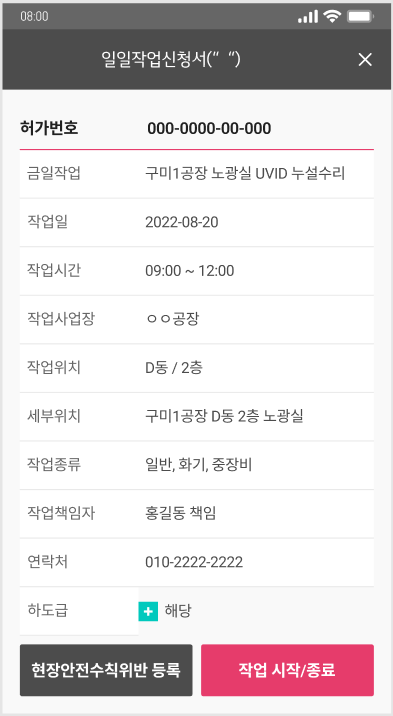 08:00
일일작업신청서(“ “)
허가번호 000-0000-00-000
금일작업 구미1공장 노광실 UVID 누설수리
작업일 2022-08-20
작업시간 09:00 ~ 12:00
작업사업장 ㅇㅇ공장
작업위치 D동 / 2층
세부위치 구미1공장 D동 2층 노광실
작업종류 일반, 화기, 중장비
작업책임자 홍길동 책임
연락처 010-2222-2222
하도급 해당
현장안전수칙위반 등록 작업 시작/종료